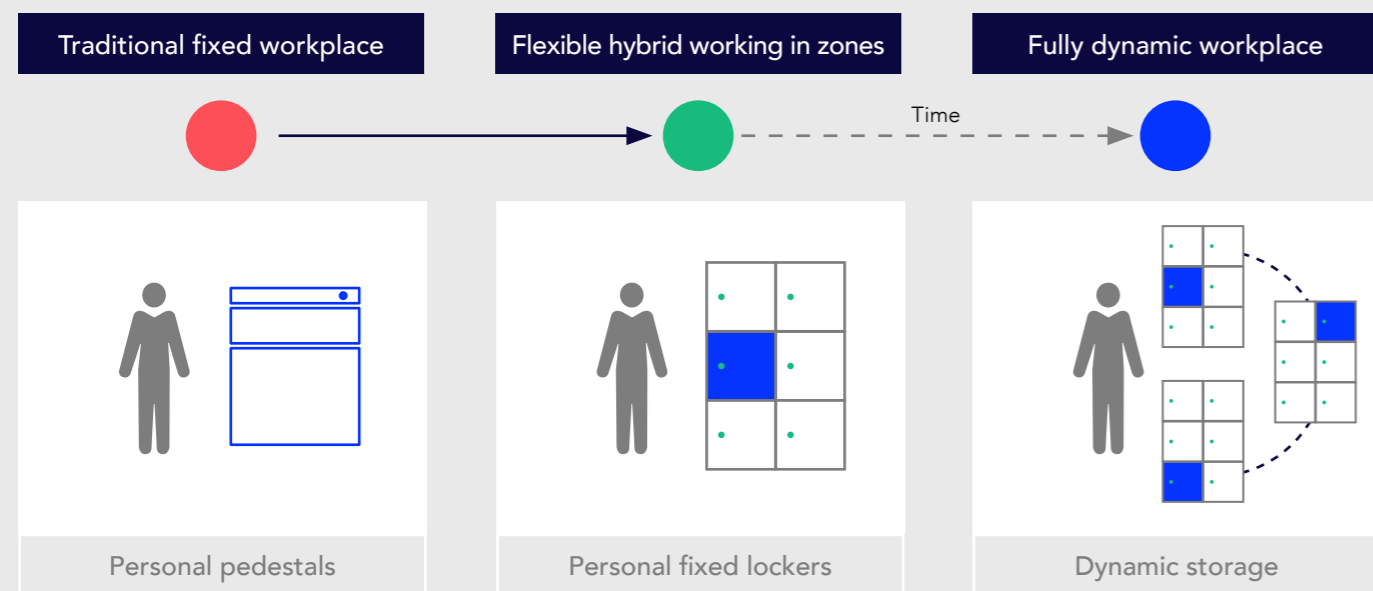 Traditional fixed workplace
Flexible hybrid working in zones
Fully dynamic workplace
Time
Personal pedestals
Personal fixed lockers
Dynamic storage